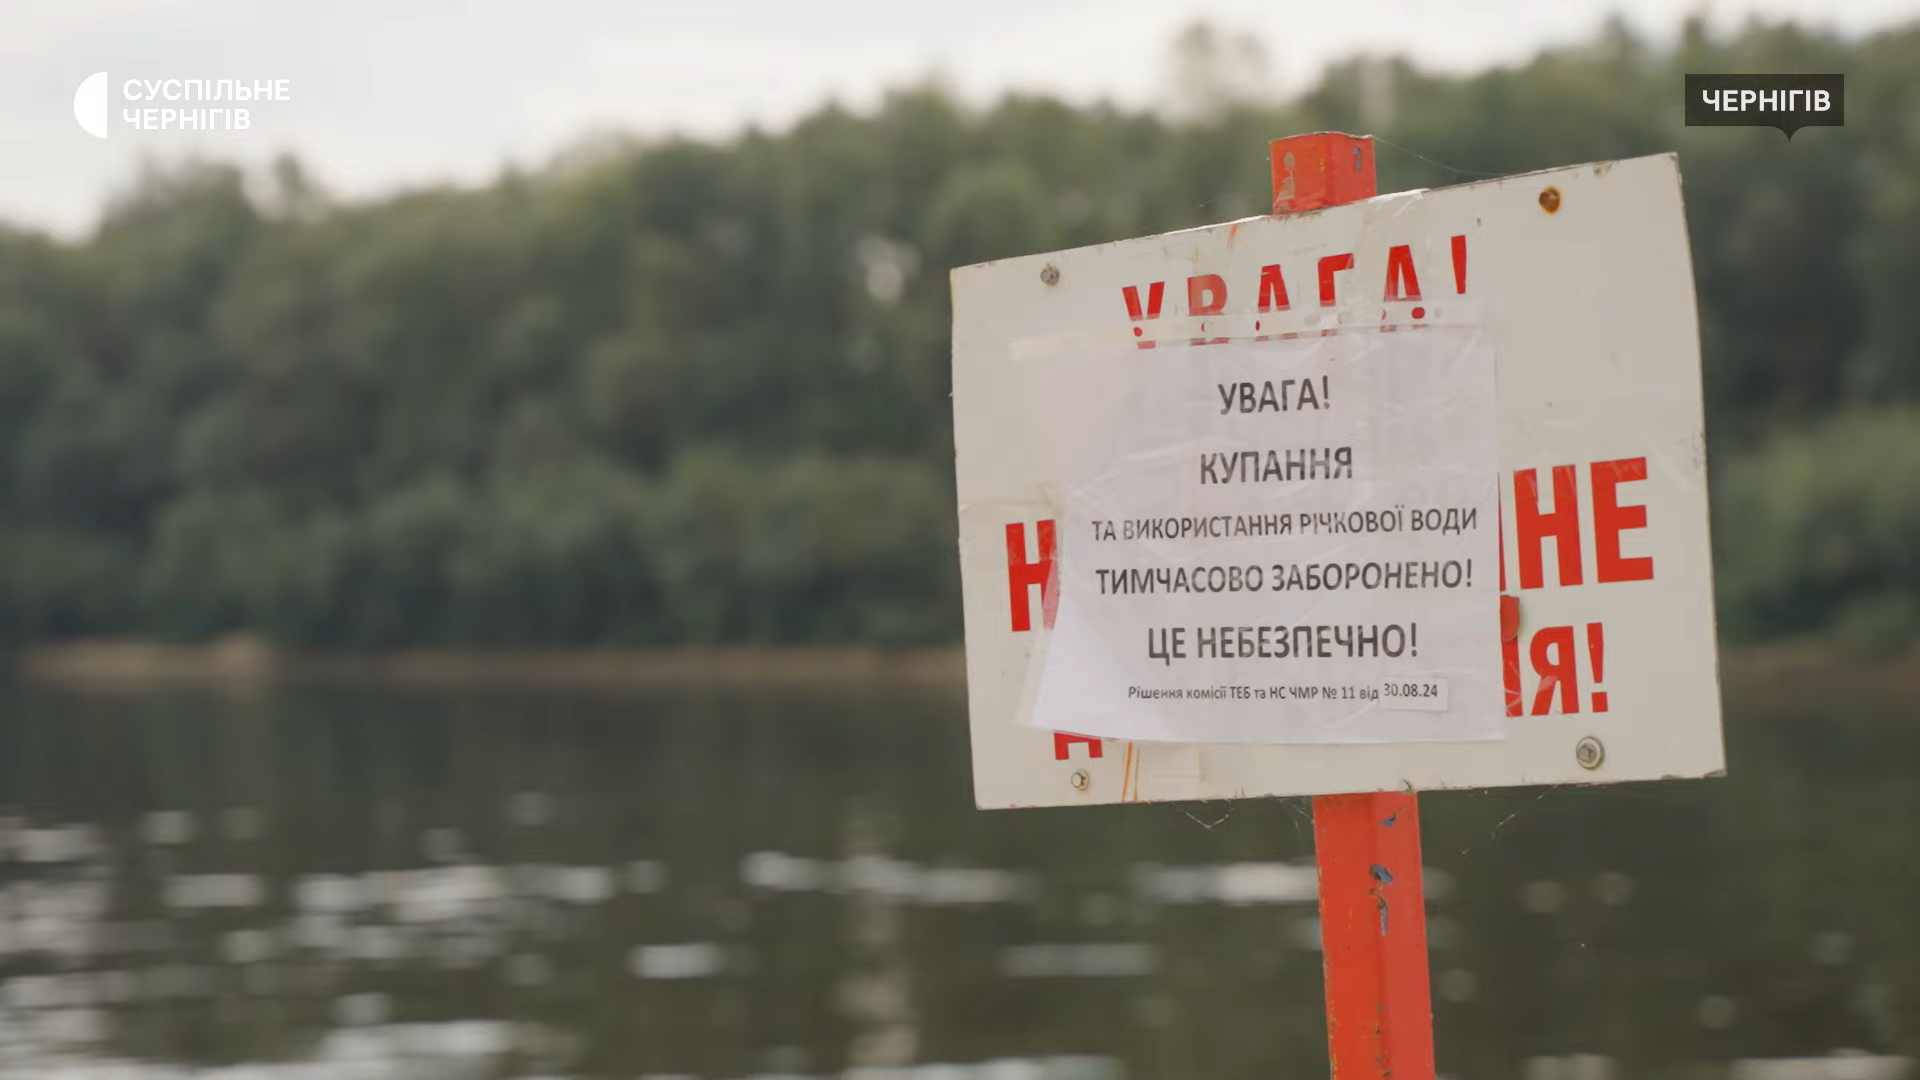 СУСПІЛЬНЕ
ЧЕРНІГІВ
ЧЕРНІГІВ
УВАГА!
УВАГА!
КУПАННЯ
ТА ВИКОРИСТАННЯ РІЧКОВОЇ ВОДИ
ТИМЧАСОВО ЗАБОРОНЕНО!
ЦЕ НЕБЕЗПЕЧНО!
Рішення комісії ТЕБ та НС ЧМР № 11 від 30.08.24